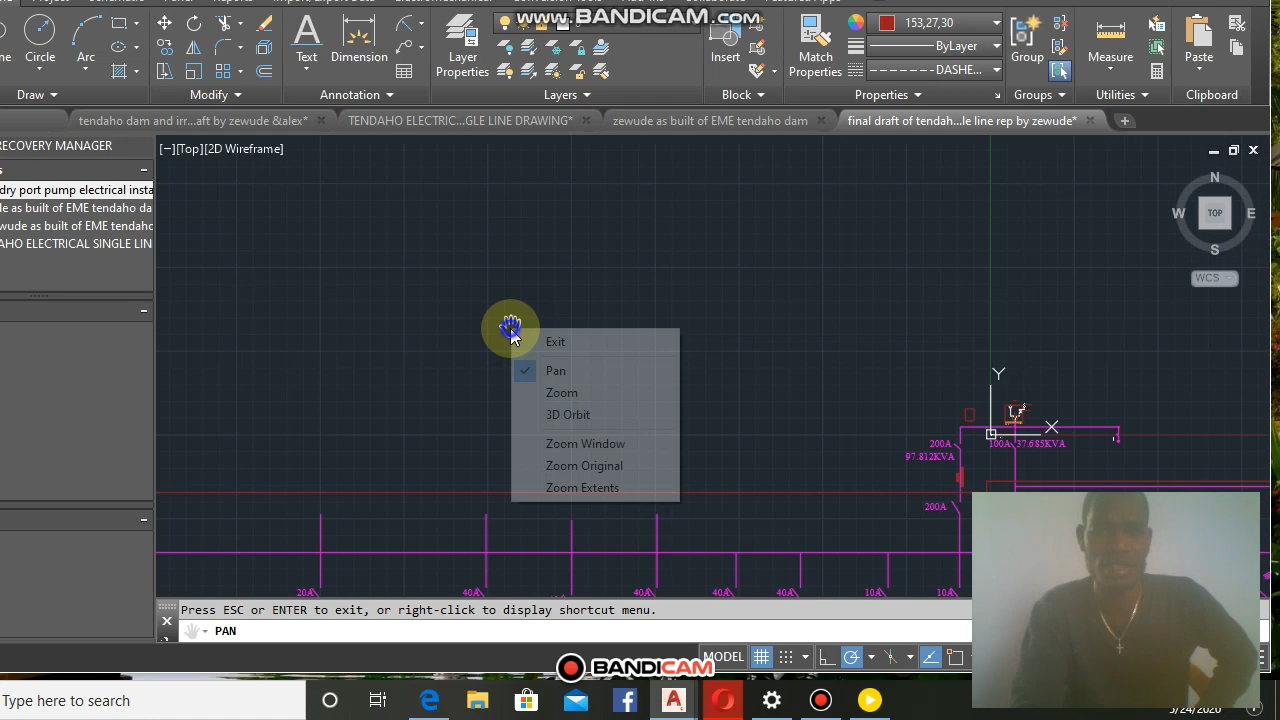 www.BANDICAM.com
153,27,30
Circle
Arc
Text
Dimension
Layer
Properties
Insert
Match
Properties
ByLayer
DASHE...
Group
Measure
Paste
Draw
Modify
Annotation
Layers
Block
Properties
Groups
Utilities
Clipboard
tendaho dam and irr...aft by zewude &alex*
TENDAHO ELECTRIC...GLE LINE DRAWING*
zewude as built of EME tendaho dam
final draft of tendah...le line rep by zewude*
RECOVERY MANAGER
[−][Top][2D Wireframe]
dry port pump electrical insta
de as built of EME tendaho da
wude as built of EME tendaho
AHO ELECTRICAL SINGLE LIN
N
W
TOP
E
S
WCS
Exit
Pan
Zoom
3D Orbit
Zoom Window
Zoom Original
Zoom Extents
Y
X
200A
100A
37.685KVA
97.812KVA
200A
20A
40A
40A
40A
40A
10A
10A
Press ESC or ENTER to exit, or right-click to display shortcut menu.
PAN
MODEL
BANDICAM
Type here to search
5/24/2020